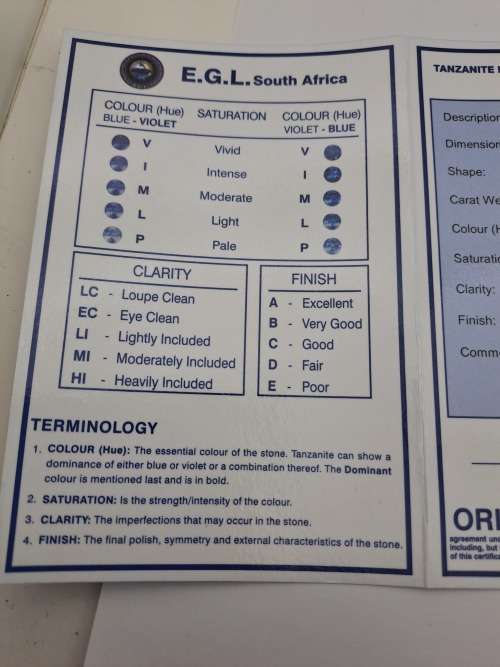 E.G.L. South Africa
COLOUR (Hue) SATURATION COLOUR (Hue)
BLUE - VIOLET VIOLET - BLUE
V Vivid V
I Intense I
M Moderate M
L Light L
P Pale P
CLARITY
LC - Loupe Clean
EC - Eye Clean
LI - Lightly Included
MI - Moderately Included
HI - Heavily Included
FINISH
A - Excellent
B - Very Good
C - Good
D - Fair
E - Poor
TERMINOLOGY
1. COLOUR (Hue): The essential colour of the stone. Tanzanite can show a
dominance of either blue or violet or a combination thereof. The Dominant
colour is mentioned last and is in bold.
2. SATURATION: Is the strength/intensity of the colour.
3. CLARITY: The imperfections that may occur in the stone.
4. FINISH: The final polish, symmetry and external characteristics of the stone.
TANZANITE
Description
Dimension
Shape:
Carat We
Colour (H
Saturatio
Clarity:
Finish:
Comm
ORI
agreement und
including, but
of this certifica